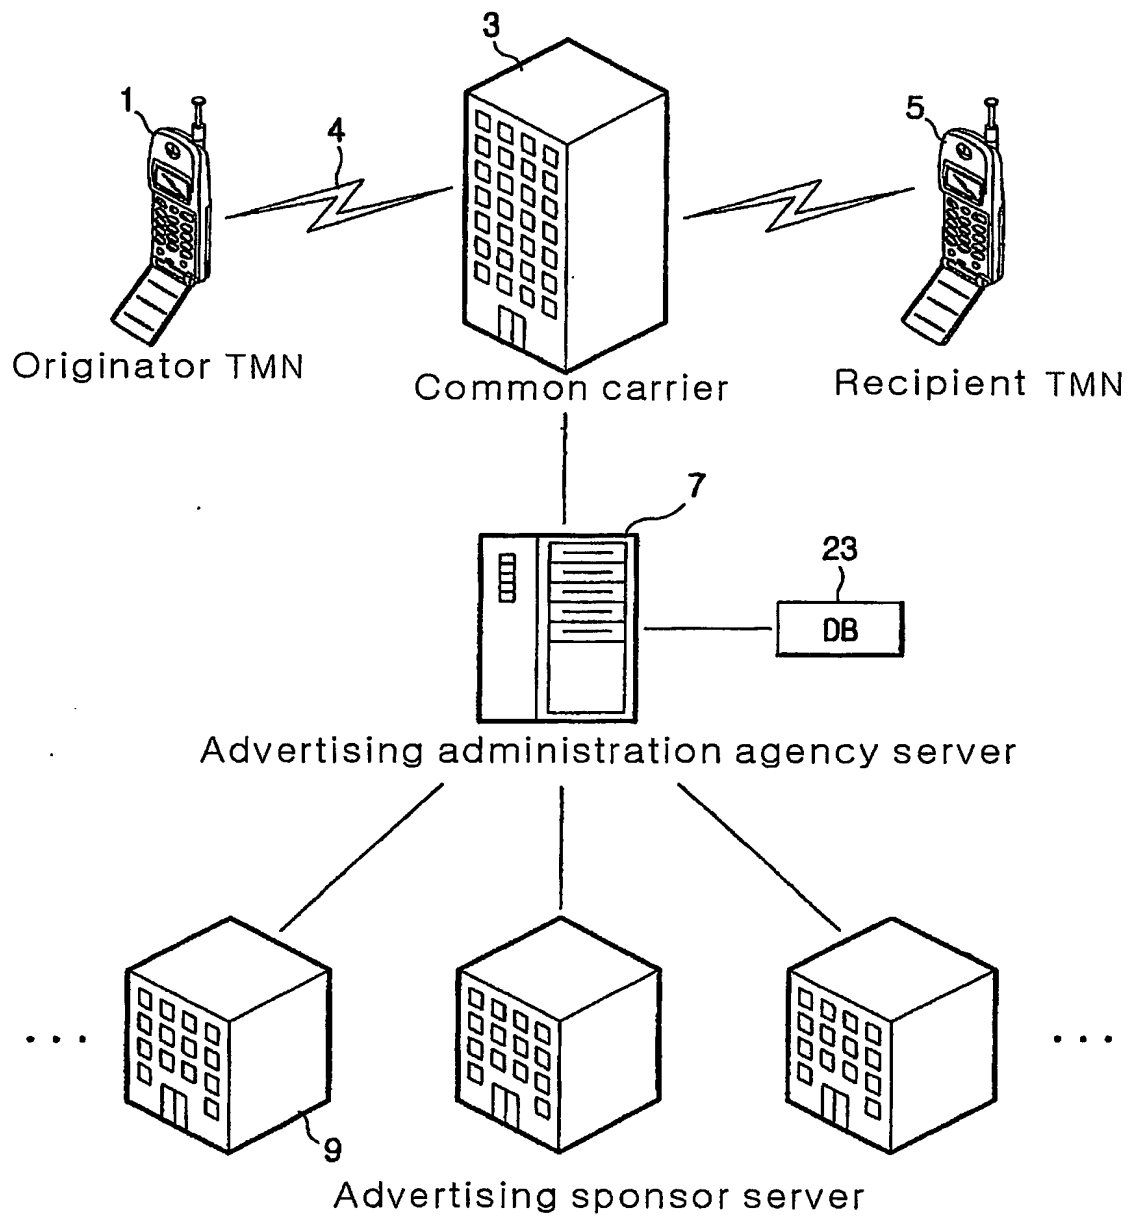 3
1
4
5
Originator TMN
Common carrier
Recipient TMN
7
23
DB
Advertising administration agency server
. . .
. . .
9
Advertising sponsor server